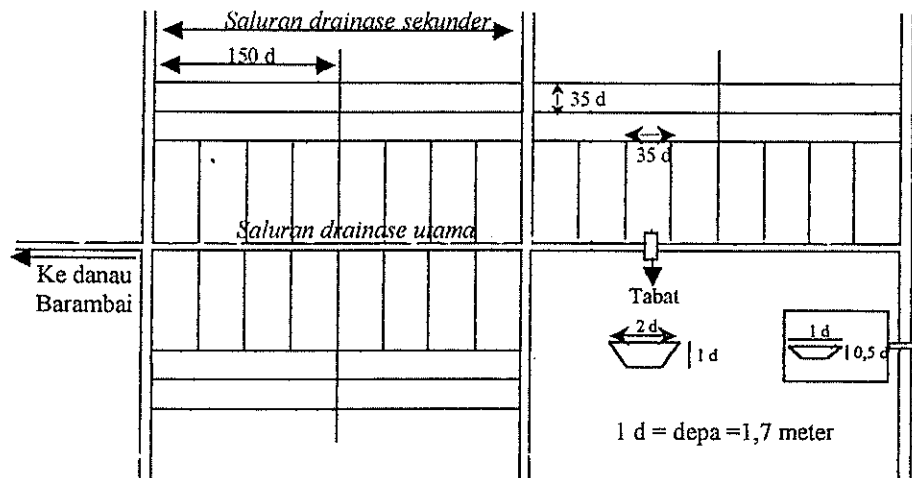 Saluran drainase sekunder
150 d
35 d
35 d
Saluran drainase utama
Ke danau
Barambai
Tabat
2 d
1 d
1 d
0,5 d
1 d = depa =1,7 meter